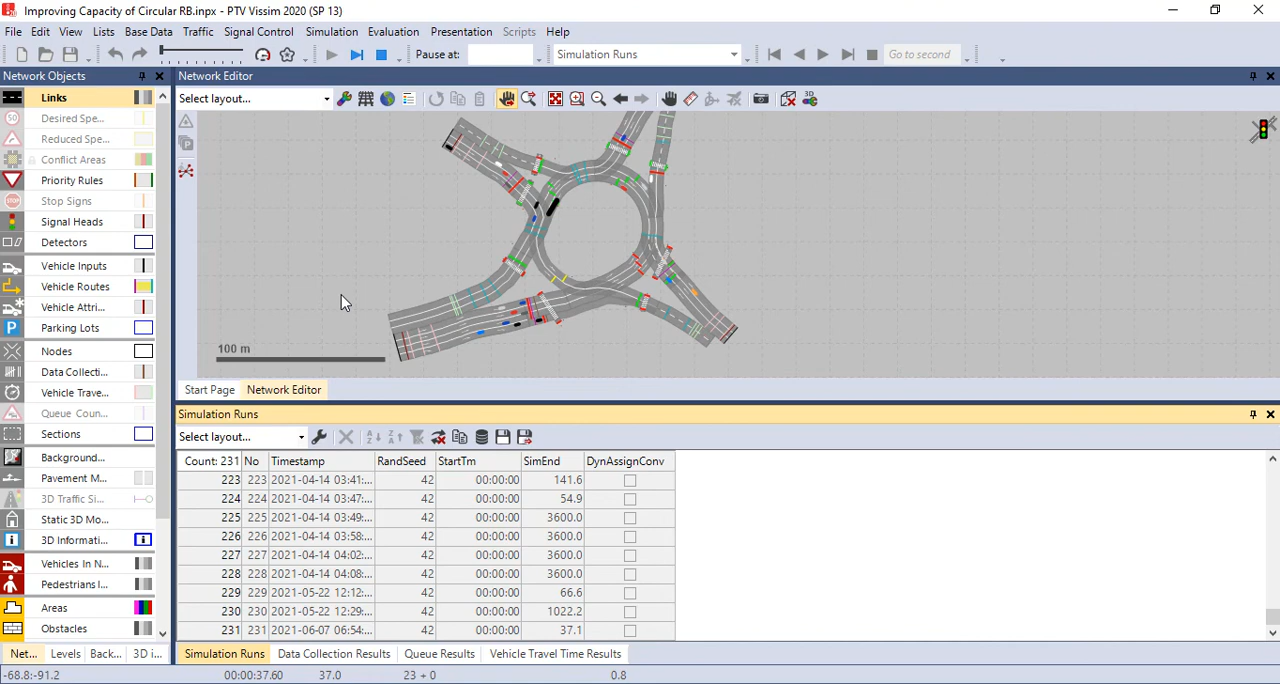 Improving Capacity of Circular RB.inpx - PTV Vissim 2020 (SP 13)
File Edit View Lists Base Data Traffic Signal Control Simulation Evaluation Presentation Scripts Help
Pause at: Simulation Runs Go to second
Network Objects
Links
Desired Spe...
Reduced Spe...
Conflict Areas
Priority Rules
Stop Signs
Signal Heads
Detectors
Vehicle Inputs
Vehicle Routes
Vehicle Attri...
Parking Lots
Nodes
Data Collecti...
Vehicle Trave...
Queue Coun...
Sections
Background...
Pavement M...
3D Traffic Si...
Static 3D Mo...
3D Informati...
Vehicles In N...
Pedestrians I...
Areas
Obstacles
Net... Levels Back... 3D i...
Network Editor
Select layout...
100 m
Start Page Network Editor
Simulation Runs
Select layout...
Count: 231 No Timestamp RandSeed StartTm SimEnd DynAssignConv
223 223 2021-04-14 03:41:... 42 00:00:00 141.6
224 224 2021-04-14 03:47:... 42 00:00:00 54.9
225 225 2021-04-14 03:49:... 42 00:00:00 3600.0
226 226 2021-04-14 03:58:... 42 00:00:00 3600.0
227 227 2021-04-14 04:02:... 42 00:00:00 3600.0
228 228 2021-04-14 04:08:... 42 00:00:00 3600.0
229 229 2021-05-22 12:12:... 42 00:00:00 66.6
230 230 2021-05-22 12:29:... 42 00:00:00 1022.2
231 231 2021-06-07 06:54:... 42 00:00:00 37.1
Simulation Runs Data Collection Results Queue Results Vehicle Travel Time Results
-68.8:-91.2 00:00:37.60 37.0 23 + 0 0.8